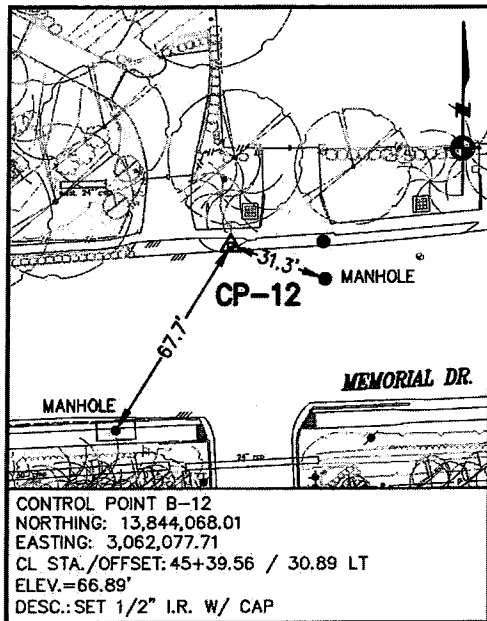 N
31.3'
MANHOLE
CP-12
67.7'
MEMORIAL DR.
MANHOLE
CONTROL POINT B-12
NORTHING: 13,844,068.01
EASTING: 3,062,077.71
CL STA./OFFSET: 45+39.56 / 30.89 LT
ELEV.=66.89'
DESC.: SET 1/2" I.R. W/ CAP